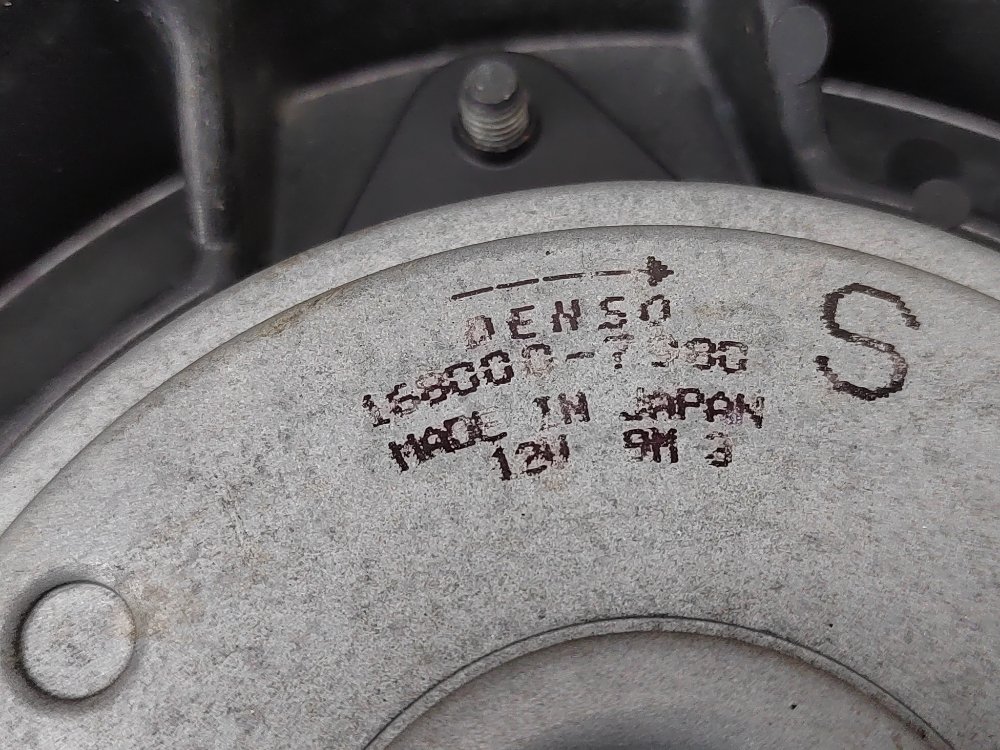 DENSO
S
168000-7980
MADE IN JAPAN
12V 9M 3